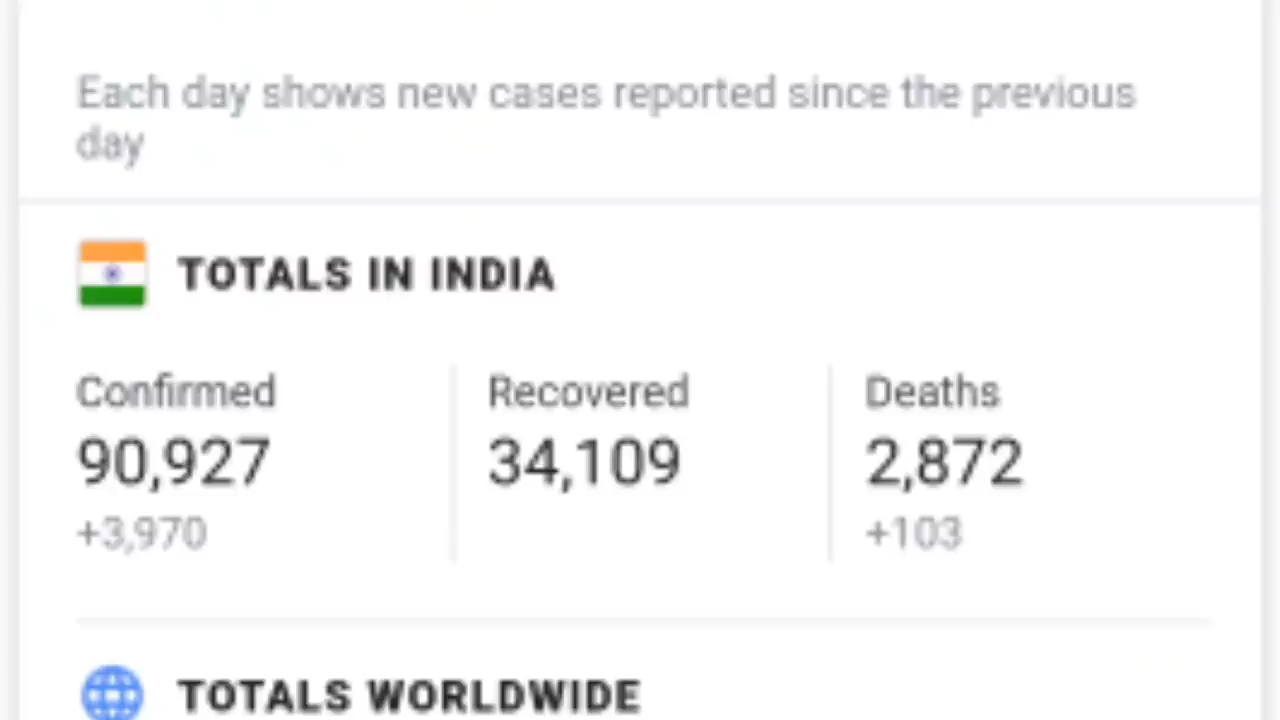 Each day shows new cases reported since the previous
day
TOTALS IN INDIA
Confirmed Recovered Deaths
90,927 34,109 2,872
+3,970 +103
TOTALS WORLDWIDE